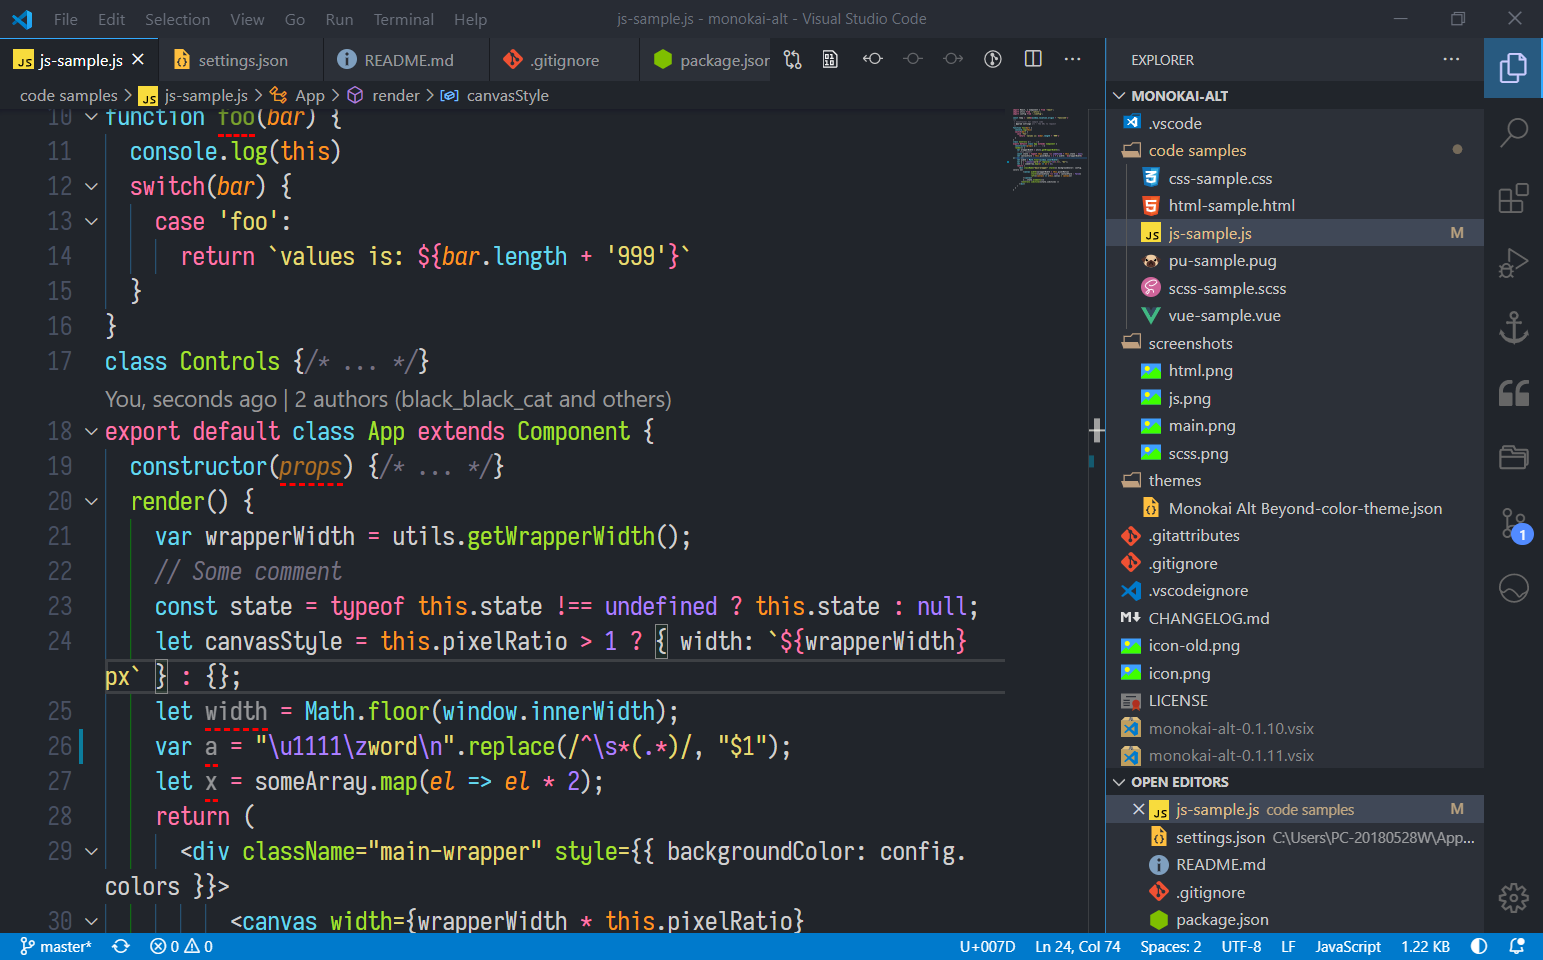 File Edit Selection View Go Run Terminal Help js-sample.js - monokai-alt - Visual Studio Code
js-sample.js settings.json README.md .gitignore package.jsor
code samples > js-sample.js > App > render > canvasStyle
10 function foo(bar) {
11 console.log(this)
12 switch(bar) {
13 case 'foo':
14 return `values is: ${bar.length + '999'}`
15 }
16 }
17 class Controls {/* ... */}
You, seconds ago | 2 authors (black_black_cat and others)
18 export default class App extends Component {
19 constructor(props) {/* ... */}
20 render() {
21 var wrapperWidth = utils.getWrapperWidth();
22 // Some comment
23 const state = typeof this.state !== undefined ? this.state : null;
24 let canvasStyle = this.pixelRatio > 1 ? { width: `${wrapperWidth}
px` } : {};
25 let width = Math.floor(window.innerWidth);
26 var a = "\u1111\zword\n".replace(/^\s*(.*)/, "$1");
27 let x = someArray.map(el => el * 2);
28 return (
29 <div className="main-wrapper" style={{ backgroundColor: config.
colors }}>
30 <canvas width={wrapperWidth * this.pixelRatio}
EXPLORER
MONOKAI-ALT
.vscode
code samples
css-sample.css
html-sample.html
js-sample.js M
pu-sample.pug
scss-sample.scss
vue-sample.vue
screenshots
html.png
js.png
main.png
scss.png
themes
Monokai Alt Beyond-color-theme.json
.gitattributes
.gitignore
.vscodeignore
CHANGELOG.md
icon-old.png
icon.png
LICENSE
monokai-alt-0.1.10.vsix
monokai-alt-0.1.11.vsix
OPEN EDITORS
js-sample.js code samples M
settings.json C:\Users\PC-20180528W\App...
README.md
.gitignore
package.json
1
master* 0 0 U+007D Ln 24, Col 74 Spaces: 2 UTF-8 LF JavaScript 1.22 KB